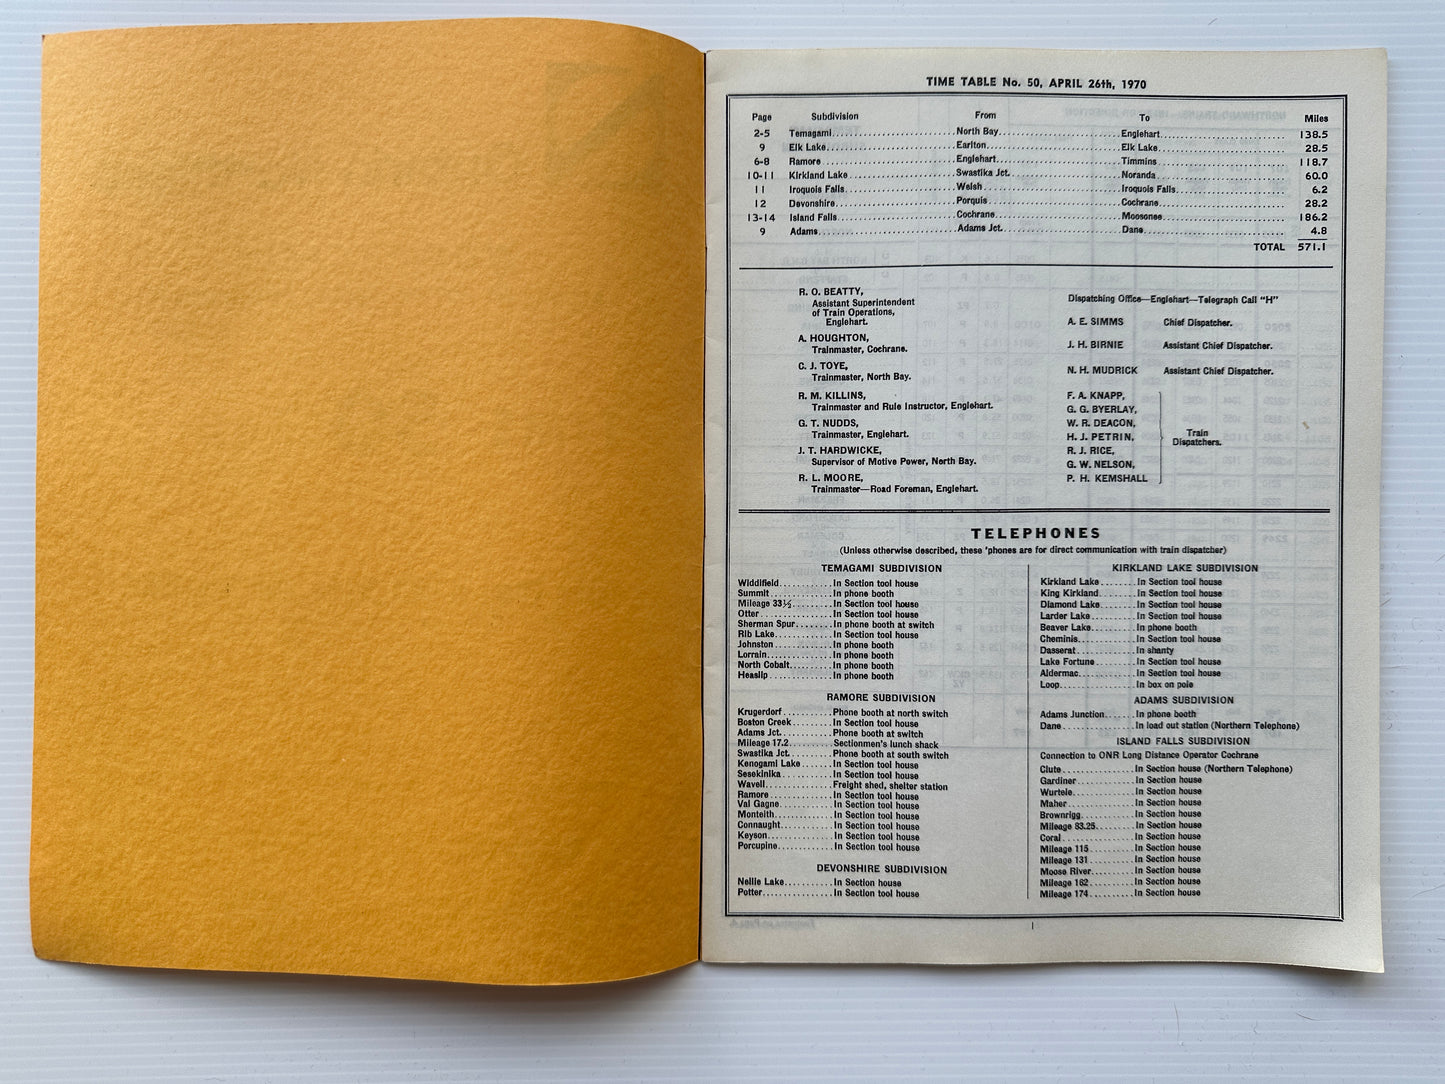 TIME TABLE No. 50, APRIL 26th, 1970
Page Subdivision From To Miles
2-5 Temagami North Bay Englehart 138.5
9 Elk Lake Earlton Elk Lake 28.5
6-8 Ramore Englehart Timmins 118.7
10-11 Kirkland Lake Swastika Jct. Noranda 60.0
11 Iroquois Falls Welsh Iroquois Falls 6.2
12 Devonshire Porquis Cochrane 28.2
13-14 Island Falls Cochrane Moosonee 186.2
9 Adams Adams Jct. Dane 4.8
TOTAL 571.1
R. O. BEATTY,
Assistant Superintendent
of Train Operations,
Englehart.
A. HOUGHTON,
Trainmaster, Cochrane.
C. J. TOYE,
Trainmaster, North Bay.
R. M. KILLINS,
Trainmaster and Rule Instructor, Englehart.
G. T. NUDDS,
Trainmaster, Englehart.
J. T. HARDWICKE,
Supervisor of Motive Power, North Bay.
R. L. MOORE,
Trainmaster—Road Foreman, Englehart.
Dispatching Office—Englehart—Telegraph Call "H"
A. E. SIMMS Chief Dispatcher.
J. H. BIRNIE Assistant Chief Dispatcher.
N. H. MUDRICK Assistant Chief Dispatcher.
F. A. KNAPP,
G. G. BYERLAY,
W. R. DEACON,
H. J. PETRIN,
R. J. RICE,
G. W. NELSON,
P. H. KEMSHALL
Train
Dispatchers.
TELEPHONES
(Unless otherwise described, these 'phones are for direct communication with train dispatcher)
TEMAGAMI SUBDIVISION
Widdifield In Section tool house
Summit In phone booth
Mileage 33½ In Section tool house
Otter In Section tool house
Sherman Spur In phone booth at switch
Rib Lake In Section tool house
Johnston In phone booth
Lorrain In phone booth
North Cobalt In phone booth
Heaslip In phone booth
RAMORE SUBDIVISION
Krugerdorf Phone booth at north switch
Boston Creek In Section tool house
Adams Jct. Phone booth at switch
Mileage 17.2 Sectionmen's lunch shack
Swastika Jct. Phone booth at south switch
Kenogami Lake In Section tool house
Sesekinika In Section tool house
Wavell Freight shed, shelter station
Ramore In Section tool house
Val Gagne In Section tool house
Monteith In Section tool house
Connaught In Section tool house
Keyson In Section tool house
Porcupine In Section tool house
DEVONSHIRE SUBDIVISION
Nellie Lake In Section house
Potter In Section tool house
KIRKLAND LAKE SUBDIVISION
Kirkland Lake In Section tool house
King Kirkland In Section tool house
Diamond Lake In Section tool house
Larder Lake In Section tool house
Beaver Lake In phone booth
Cheminis In Section tool house
Dasserat In shanty
Lake Fortune In Section tool house
Aldermac In Section tool house
Loop In box on pole
ADAMS SUBDIVISION
Adams Junction In phone booth
Dane In load out station (Northern Telephone)
ISLAND FALLS SUBDIVISION
Connection to ONR Long Distance Operator Cochrane
Clute In Section house (Northern Telephone)
Gardiner In Section house
Wurtele In Section house
Maher In Section house
Brownrigg In Section house
Mileage 83.25 In Section house
Coral In Section house
Mileage 115 In Section house
Mileage 131 In Section house
Moose River In Section house
Mileage 162 In Section house
Mileage 174 In Section house
1